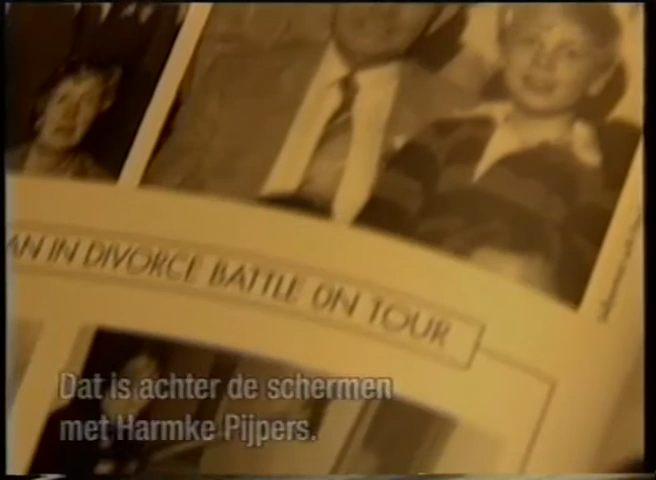 AN IN DIVORCE BATTLE ON TOUR
Dat is achter de schermen
met Harmke Pijpers.